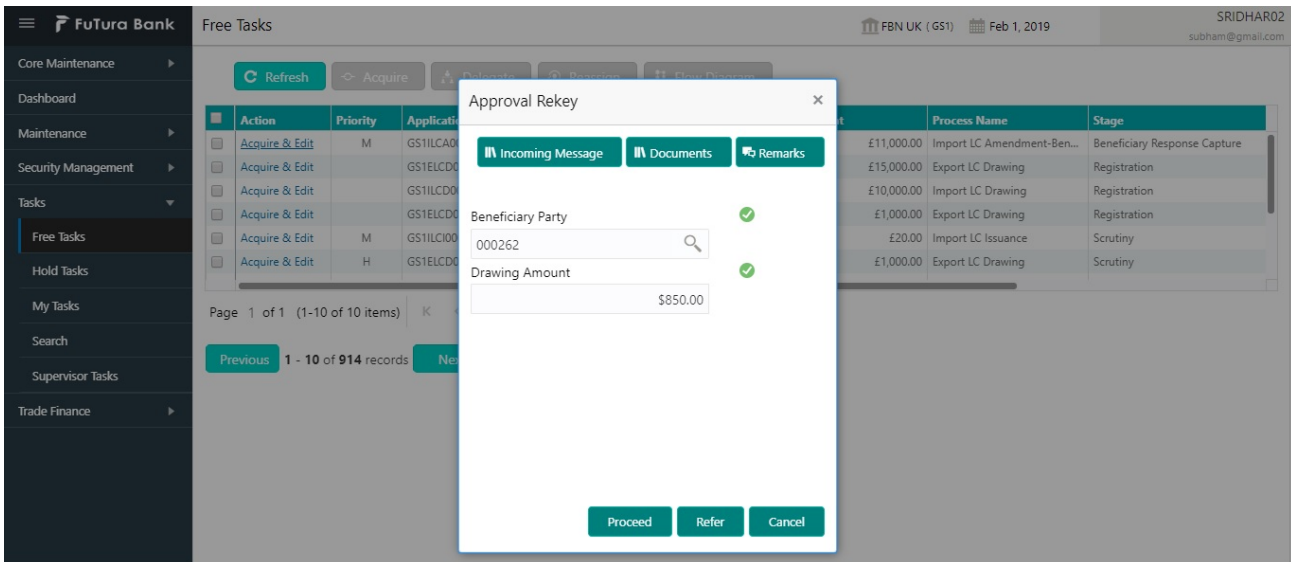 FuTura Bank
Free Tasks
FBN UK ( GS1)
Feb 1, 2019
SRIDHAR02
subham@gmail.com
Core Maintenance
Dashboard
Maintenance
Security Management
Tasks
Free Tasks
Hold Tasks
My Tasks
Search
Supervisor Tasks
Trade Finance
Refresh
Acquire
Delegate
Flow Diagram
Action Priority Process Name Stage
Acquire & Edit M £11,000.00 Import LC Amendment-Ben... Beneficiary Response Capture
Acquire & Edit £15,000.00 Export LC Drawing Registration
Acquire & Edit £10,000.00 Import LC Drawing Registration
Acquire & Edit £1,000.00 Export LC Drawing Registration
Acquire & Edit M £20.00 Import LC Issuance Scrutiny
Acquire & Edit H £1,000.00 Export LC Drawing Scrutiny
Page 1 of 1 (1-10 of 10 items)
Previous 1 - 10 of 914 records
Approval Rekey
Incoming Message
Documents
Remarks
Beneficiary Party
000262
Drawing Amount
$850.00
Proceed
Refer
Cancel